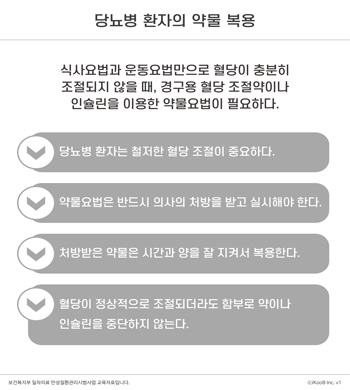 당뇨병 환자의 약물 복용
식사요법과 운동요법만으로 혈당이 충분히
조절되지 않을 때, 경구용 혈당 조절약이나
인슐린을 이용한 약물요법이 필요하다.
당뇨병 환자는 철저한 혈당 조절이 중요하다.
약물요법은 반드시 의사의 처방을 받고 실시해야 한다.
처방받은 약물은 시간과 양을 잘 지켜서 복용한다.
혈당이 정상적으로 조절되더라도 함부로 약이나
인슐린을 중단하지 않는다.
보건복지부 일차의료 만성질환관리시범사업 교육자료입니다.
ⓒiKooB Inc. v1